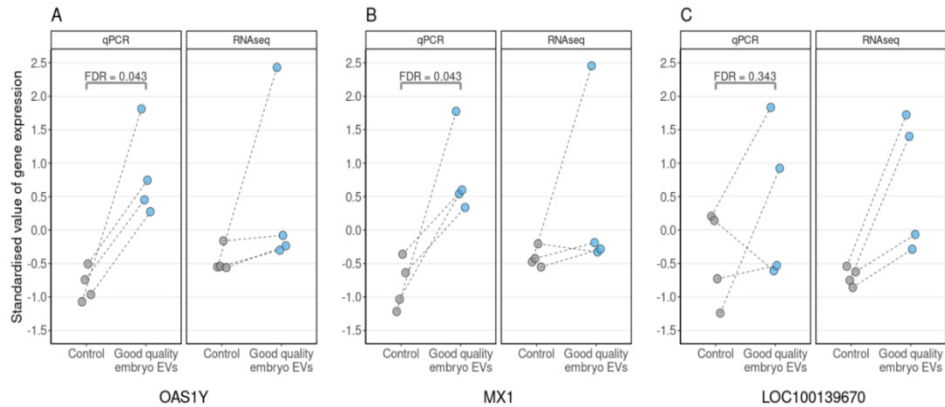 A
B
C
qPCR
RNAseq
qPCR
RNAseq
qPCR
RNAseq
Standardised value of gene expression
2.5
2.0
1.5
1.0
0.5
0.0
-0.5
-1.0
-1.5
FDR = 0.043
2.5
2.0
1.5
1.0
0.5
0.0
-0.5
-1.0
-1.5
FDR = 0.043
2.5
2.0
1.5
1.0
0.5
0.0
-0.5
-1.0
-1.5
FDR = 0.343
Control
Good quality
embryo EVs
Control
Good quality
embryo EVs
Control
Good quality
embryo EVs
Control
Good quality
embryo EVs
Control
Good quality
embryo EVs
Control
Good quality
embryo EVs
OAS1Y
MX1
LOC100139670